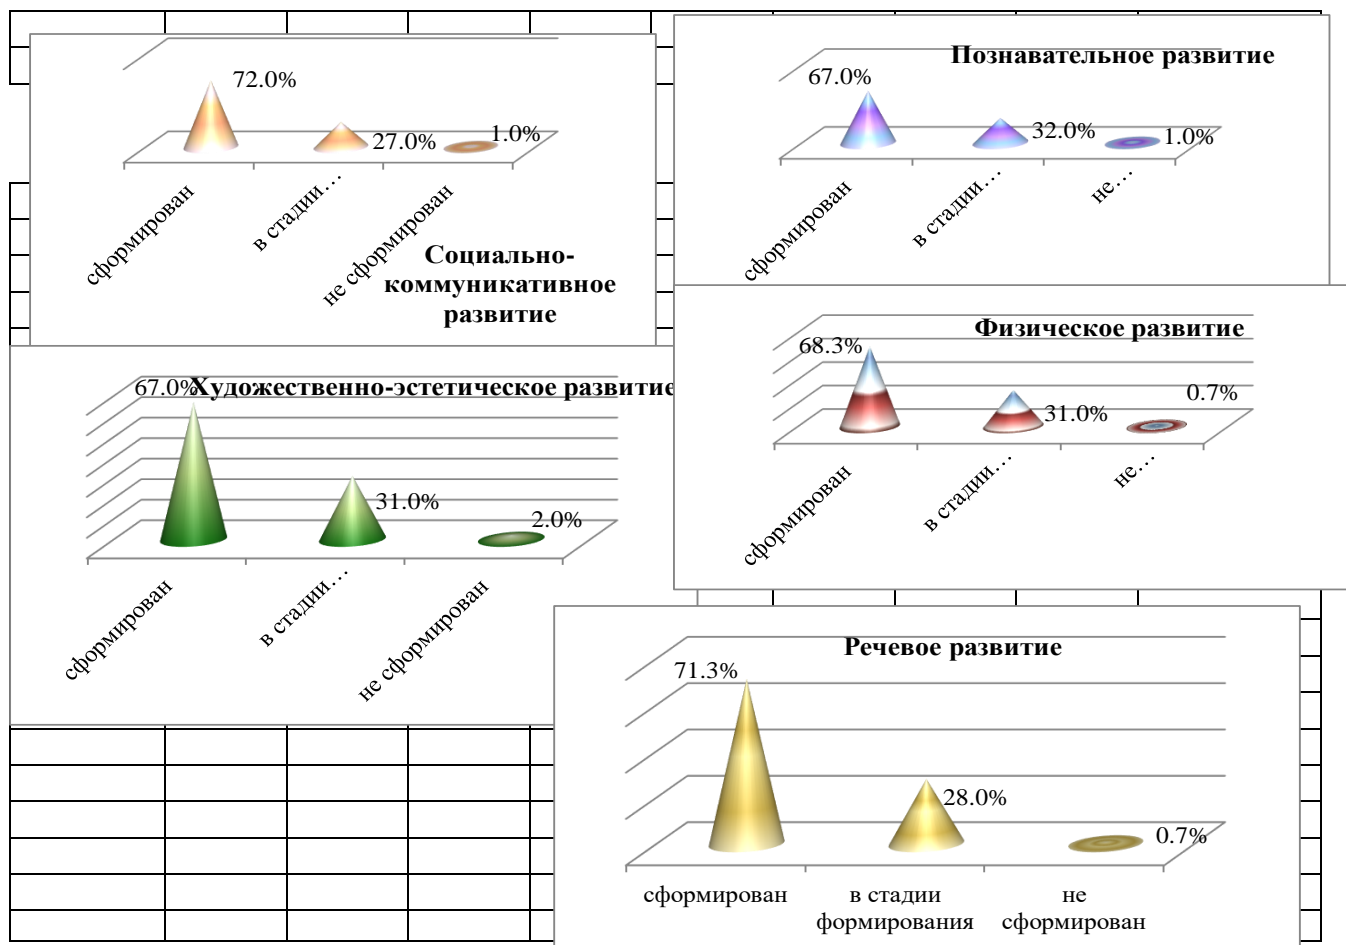 72.0%
27.0%
1.0%
сформирован
в стадии…
не сформирован
Социально-
коммуникативное
развитие
Познавательное развитие
67.0%
32.0%
1.0%
сформирован
в стадии…
не…
Физическое развитие
68.3%
31.0%
0.7%
сформирован
в стадии…
не…
Художественно-эстетическое развитие
67.0%
31.0%
2.0%
сформирован
в стадии…
не сформирован
Речевое развитие
71.3%
28.0%
0.7%
сформирован
в стадии
формирования
не
сформирован